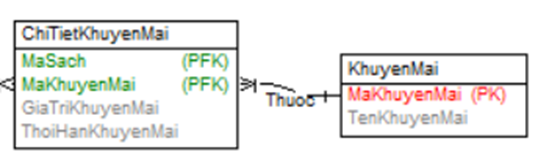 ChiTietKhuyenMai
MaSach (PFK)
MaKhuyenMai (PFK)
GiaTriKhuyenMai
ThoiHanKhuyenMai
Thuoc
KhuyenMai
MaKhuyenMai (PK)
TenKhuyenMai